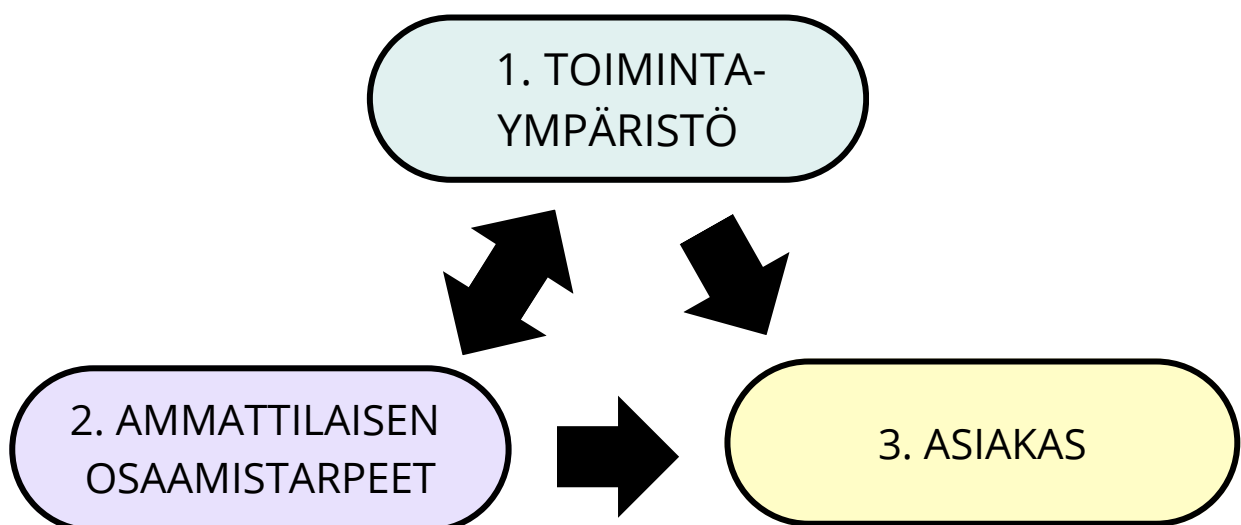 1. TOIMINTA-
YMPÄRISTÖ
2. AMMATTILAISEN
OSAAMISTARPEET
3. ASIAKAS